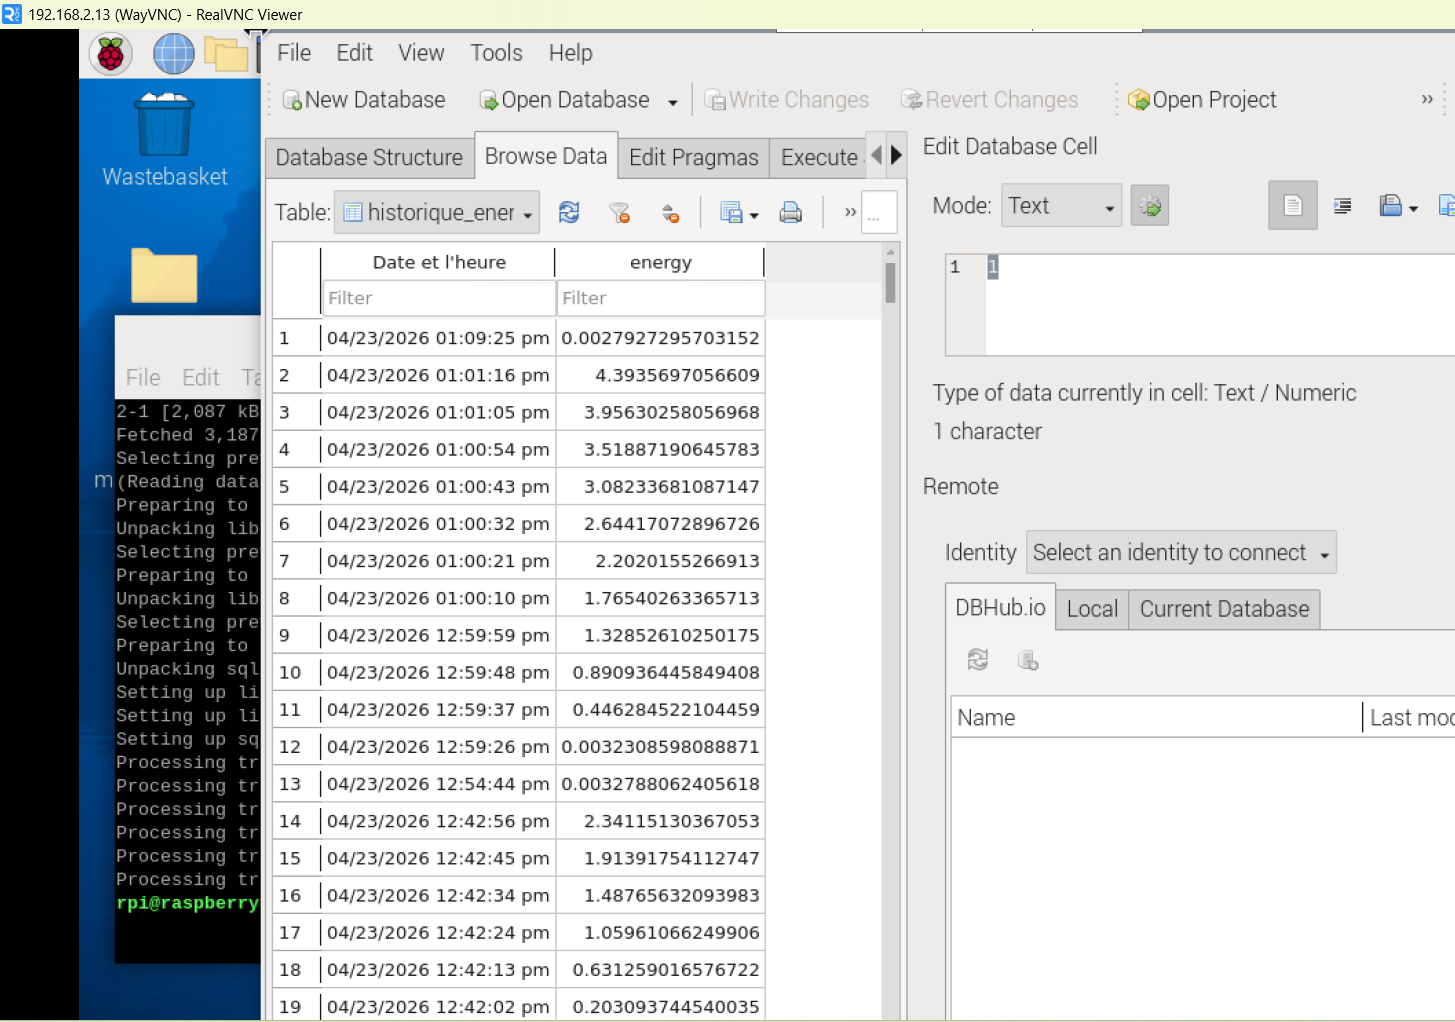 192.168.2.13 (WayVNC) - RealVNC Viewer
File Edit View Tools Help
New Database Open Database Write Changes Revert Changes Open Project »
Wastebasket
Database Structure Browse Data Edit Pragmas Execute
Table: historique_ener » ...
Date et l'heure energy
Filter Filter
1 04/23/2026 01:09:25 pm 0.0027927295703152
2 04/23/2026 01:01:16 pm 4.3935697056609
3 04/23/2026 01:01:05 pm 3.95630258056968
4 04/23/2026 01:00:54 pm 3.51887190645783
5 04/23/2026 01:00:43 pm 3.08233681087147
6 04/23/2026 01:00:32 pm 2.64417072896726
7 04/23/2026 01:00:21 pm 2.2020155266913
8 04/23/2026 01:00:10 pm 1.76540263365713
9 04/23/2026 12:59:59 pm 1.32852610250175
10 04/23/2026 12:59:48 pm 0.890936445849408
11 04/23/2026 12:59:37 pm 0.446284522104459
12 04/23/2026 12:59:26 pm 0.0032308598088871
13 04/23/2026 12:54:44 pm 0.0032788062405618
14 04/23/2026 12:42:56 pm 2.34115130367053
15 04/23/2026 12:42:45 pm 1.91391754112747
16 04/23/2026 12:42:34 pm 1.48765632093983
17 04/23/2026 12:42:24 pm 1.05961066249906
18 04/23/2026 12:42:13 pm 0.631259016576722
19 04/23/2026 12:42:02 pm 0.203093744540035
Edit Database Cell
Mode: Text
1 1
Type of data currently in cell: Text / Numeric
1 character
Remote
Identity Select an identity to connect
DBHub.io Local Current Database
Name Last mod
File Edit Ta
2-1 [2,087 kB
Fetched 3,187
Selecting pre
m (Reading data
Preparing to
Unpacking lib
Selecting pre
Preparing to
Unpacking lib
Selecting pre
Preparing to
Unpacking sql
Setting up li
Setting up li
Setting up sq
Processing tr
Processing tr
Processing tr
Processing tr
Processing tr
Processing tr
rpi@raspberry